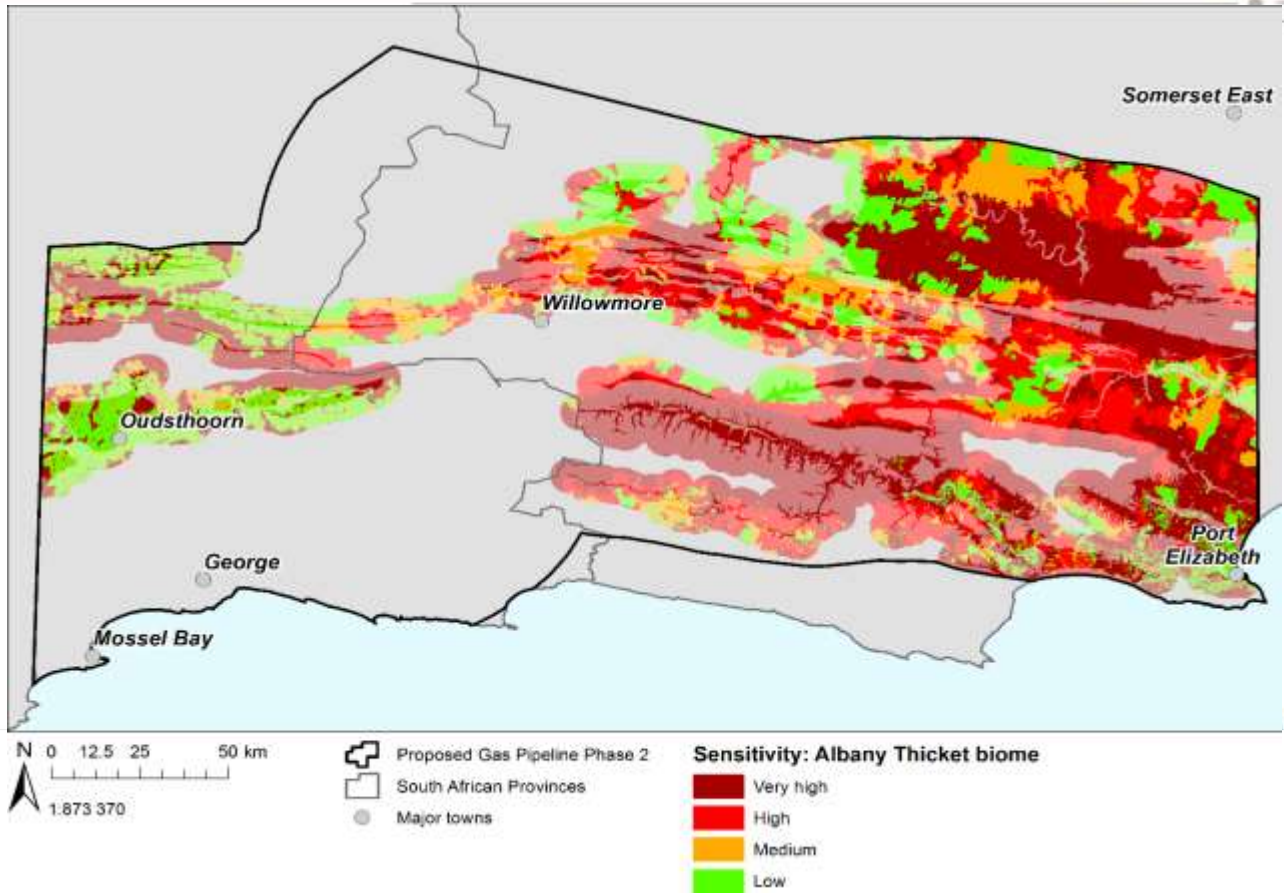 Somerset East
Willowmore
Oudsthoorn
Port
Elizabeth
George
Mossel Bay
N 0 12.5 25 50 km
1:873 370
Proposed Gas Pipeline Phase 2
South African Provinces
Major towns
Sensitivity: Albany Thicket biome
Very high
High
Medium
Low